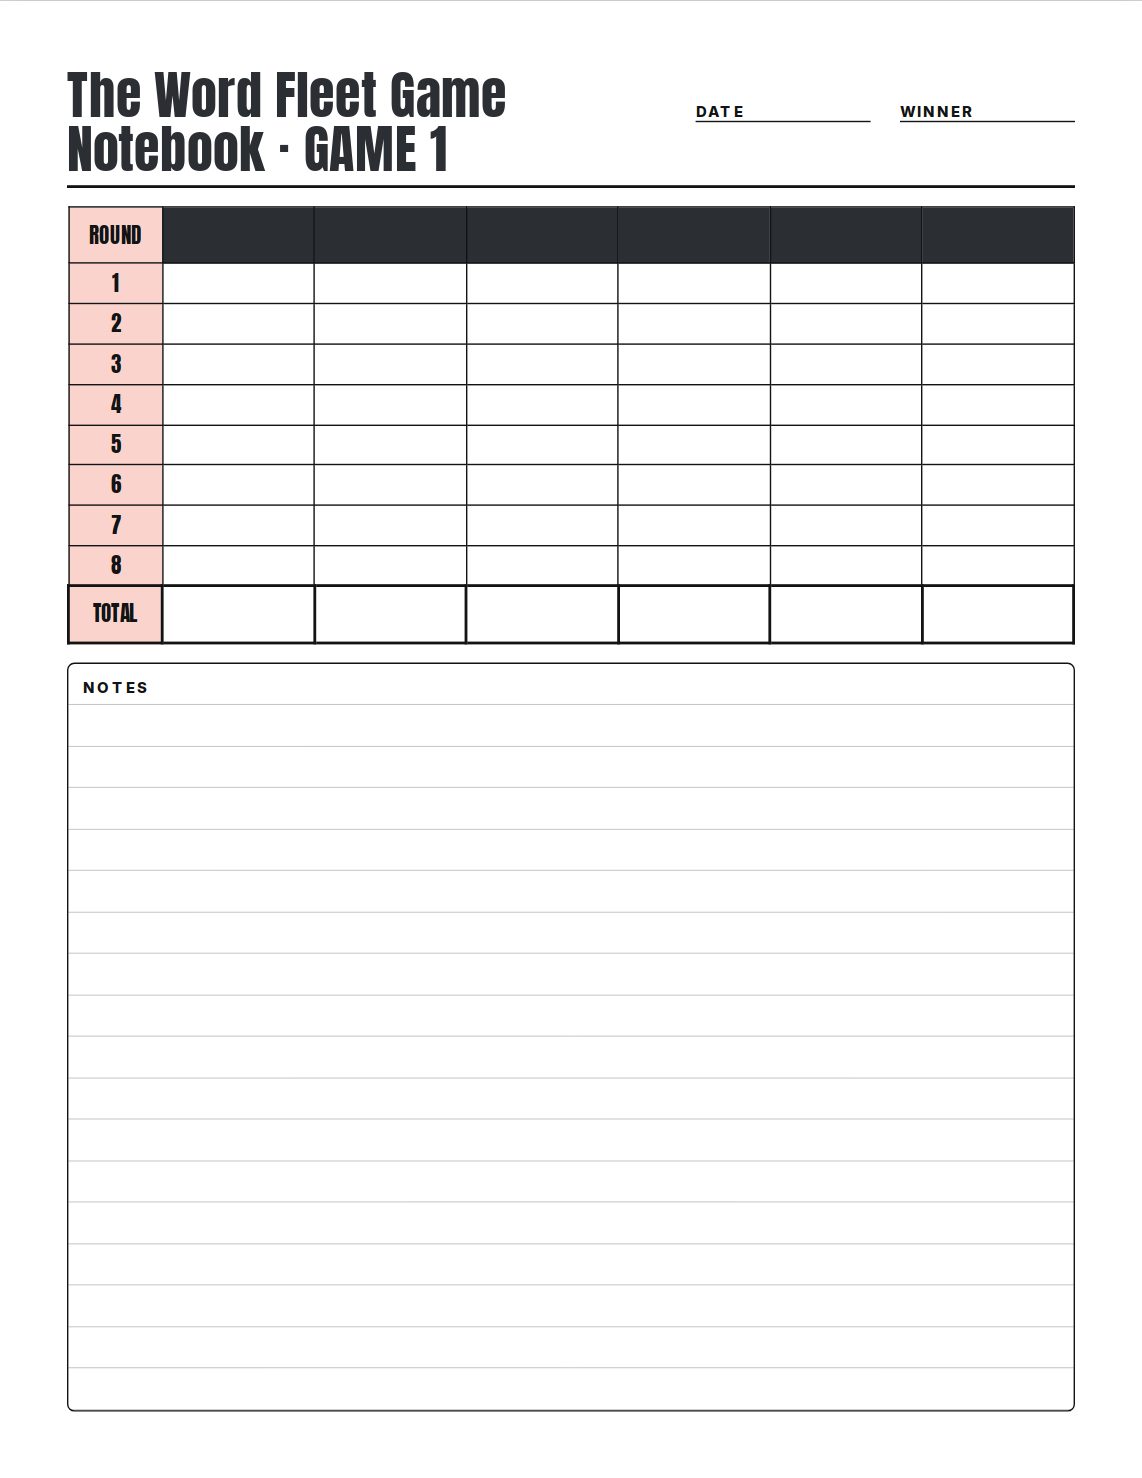 The Word Fleet Game
Notebook · GAME 1
DATE
WINNER
ROUND
1
2
3
4
5
6
7
8
TOTAL
NOTES